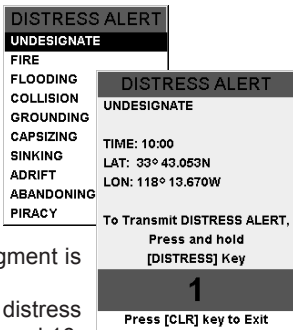 DISTRESS ALERT
UNDESIGNATE
FIRE
FLOODING
COLLISION
GROUNDING
CAPSIZING
SINKING
ADRIFT
ABANDONING
PIRACY
DISTRESS ALERT
UNDESIGNATE
TIME: 10:00
LAT: 33° 43.053N
LON: 118° 13.670W
To Transmit DISTRESS ALERT,
Press and hold
[DISTRESS] Key
1
Press [CLR] key to Exit
is
distress